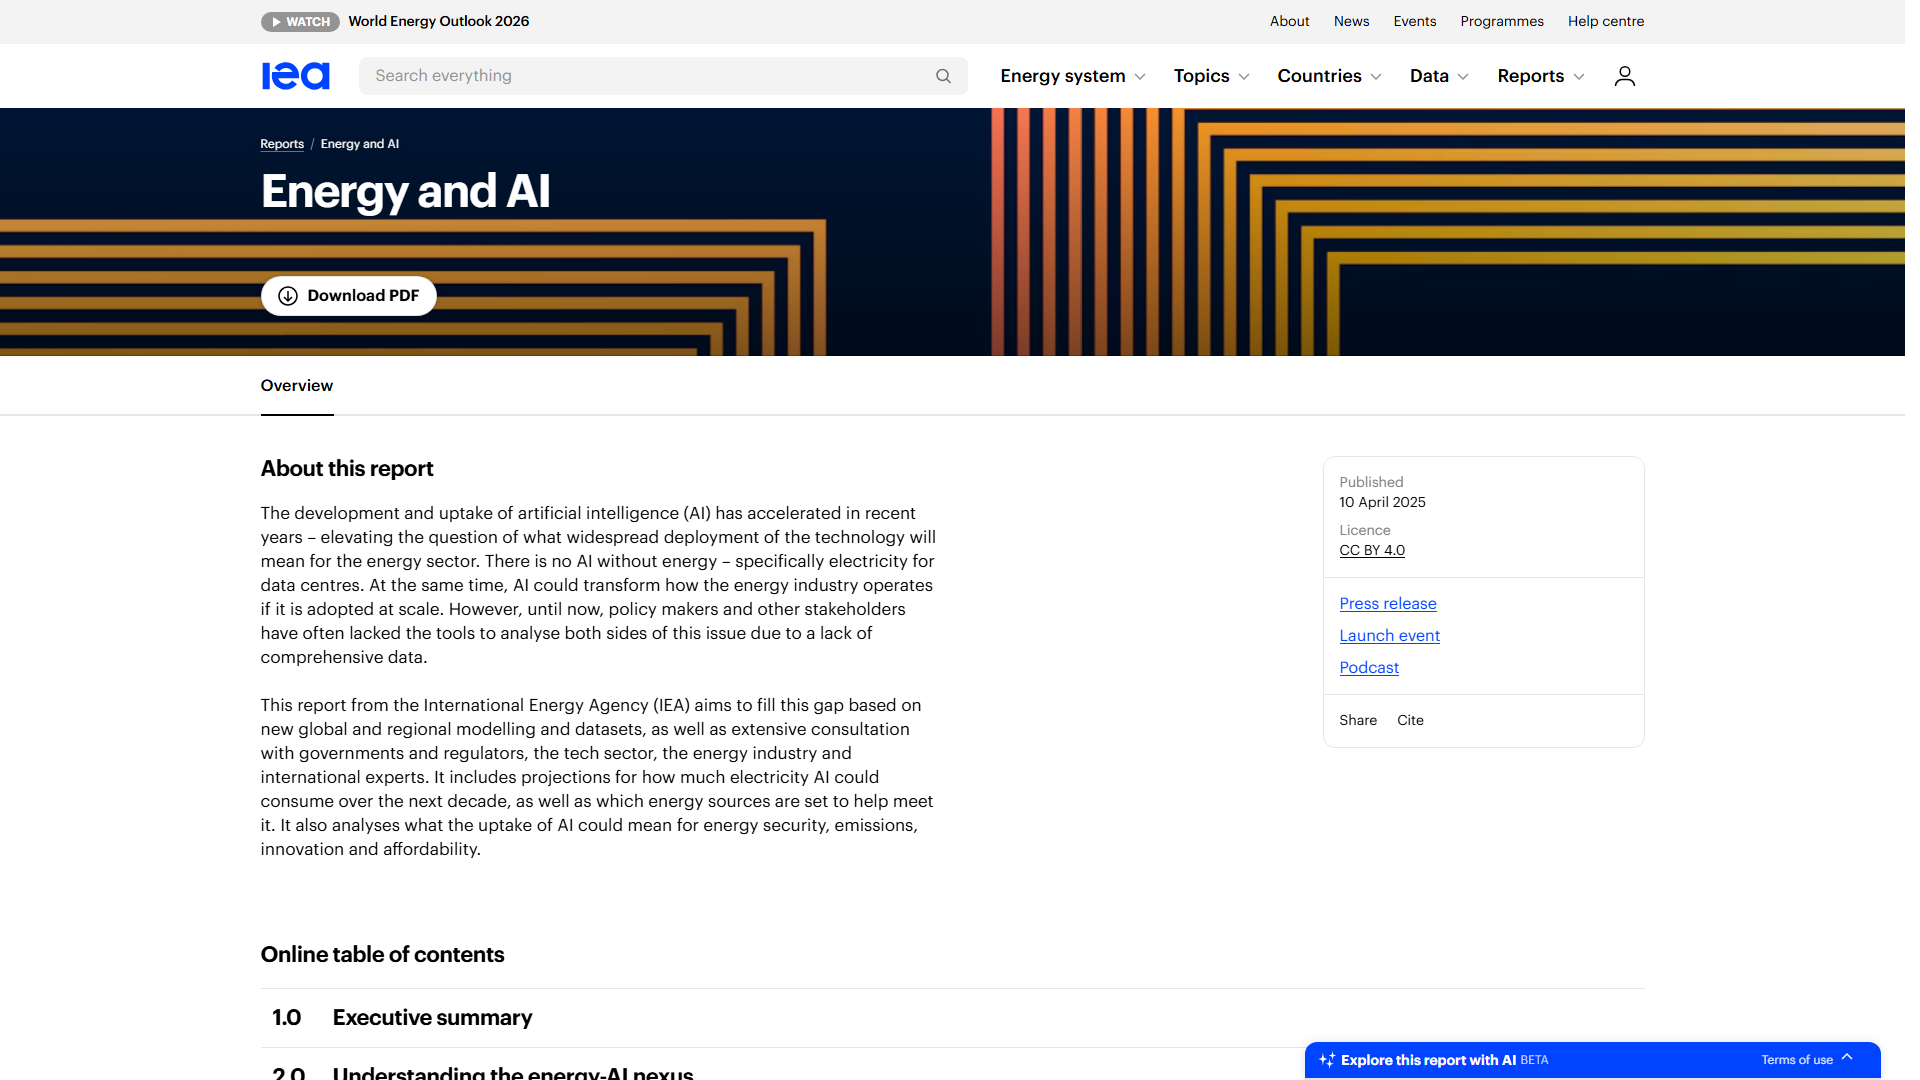 WATCH World Energy Outlook 2026
About News Events Programmes Help centre
iea Search everything Energy system Topics Countries Data Reports
Reports / Energy and AI
Energy and AI
Download PDF
Overview
About this report
The development and uptake of artificial intelligence (AI) has accelerated in recent
years – elevating the question of what widespread deployment of the technology will
mean for the energy sector. There is no AI without energy – specifically electricity for
data centres. At the same time, AI could transform how the energy industry operates
if it is adopted at scale. However, until now, policy makers and other stakeholders
have often lacked the tools to analyse both sides of this issue due to a lack of
comprehensive data.
This report from the International Energy Agency (IEA) aims to fill this gap based on
new global and regional modelling and datasets, as well as extensive consultation
with governments and regulators, the tech sector, the energy industry and
international experts. It includes projections for how much electricity AI could
consume over the next decade, as well as which energy sources are set to help meet
it. It also analyses what the uptake of AI could mean for energy security, emissions,
innovation and affordability.
Published
10 April 2025
Licence
CC BY 4.0
Press release
Launch event
Podcast
Share Cite
Online table of contents
1.0 Executive summary
2.0 Understanding the energy-AI nexus
Explore this report with AI BETA Terms of use